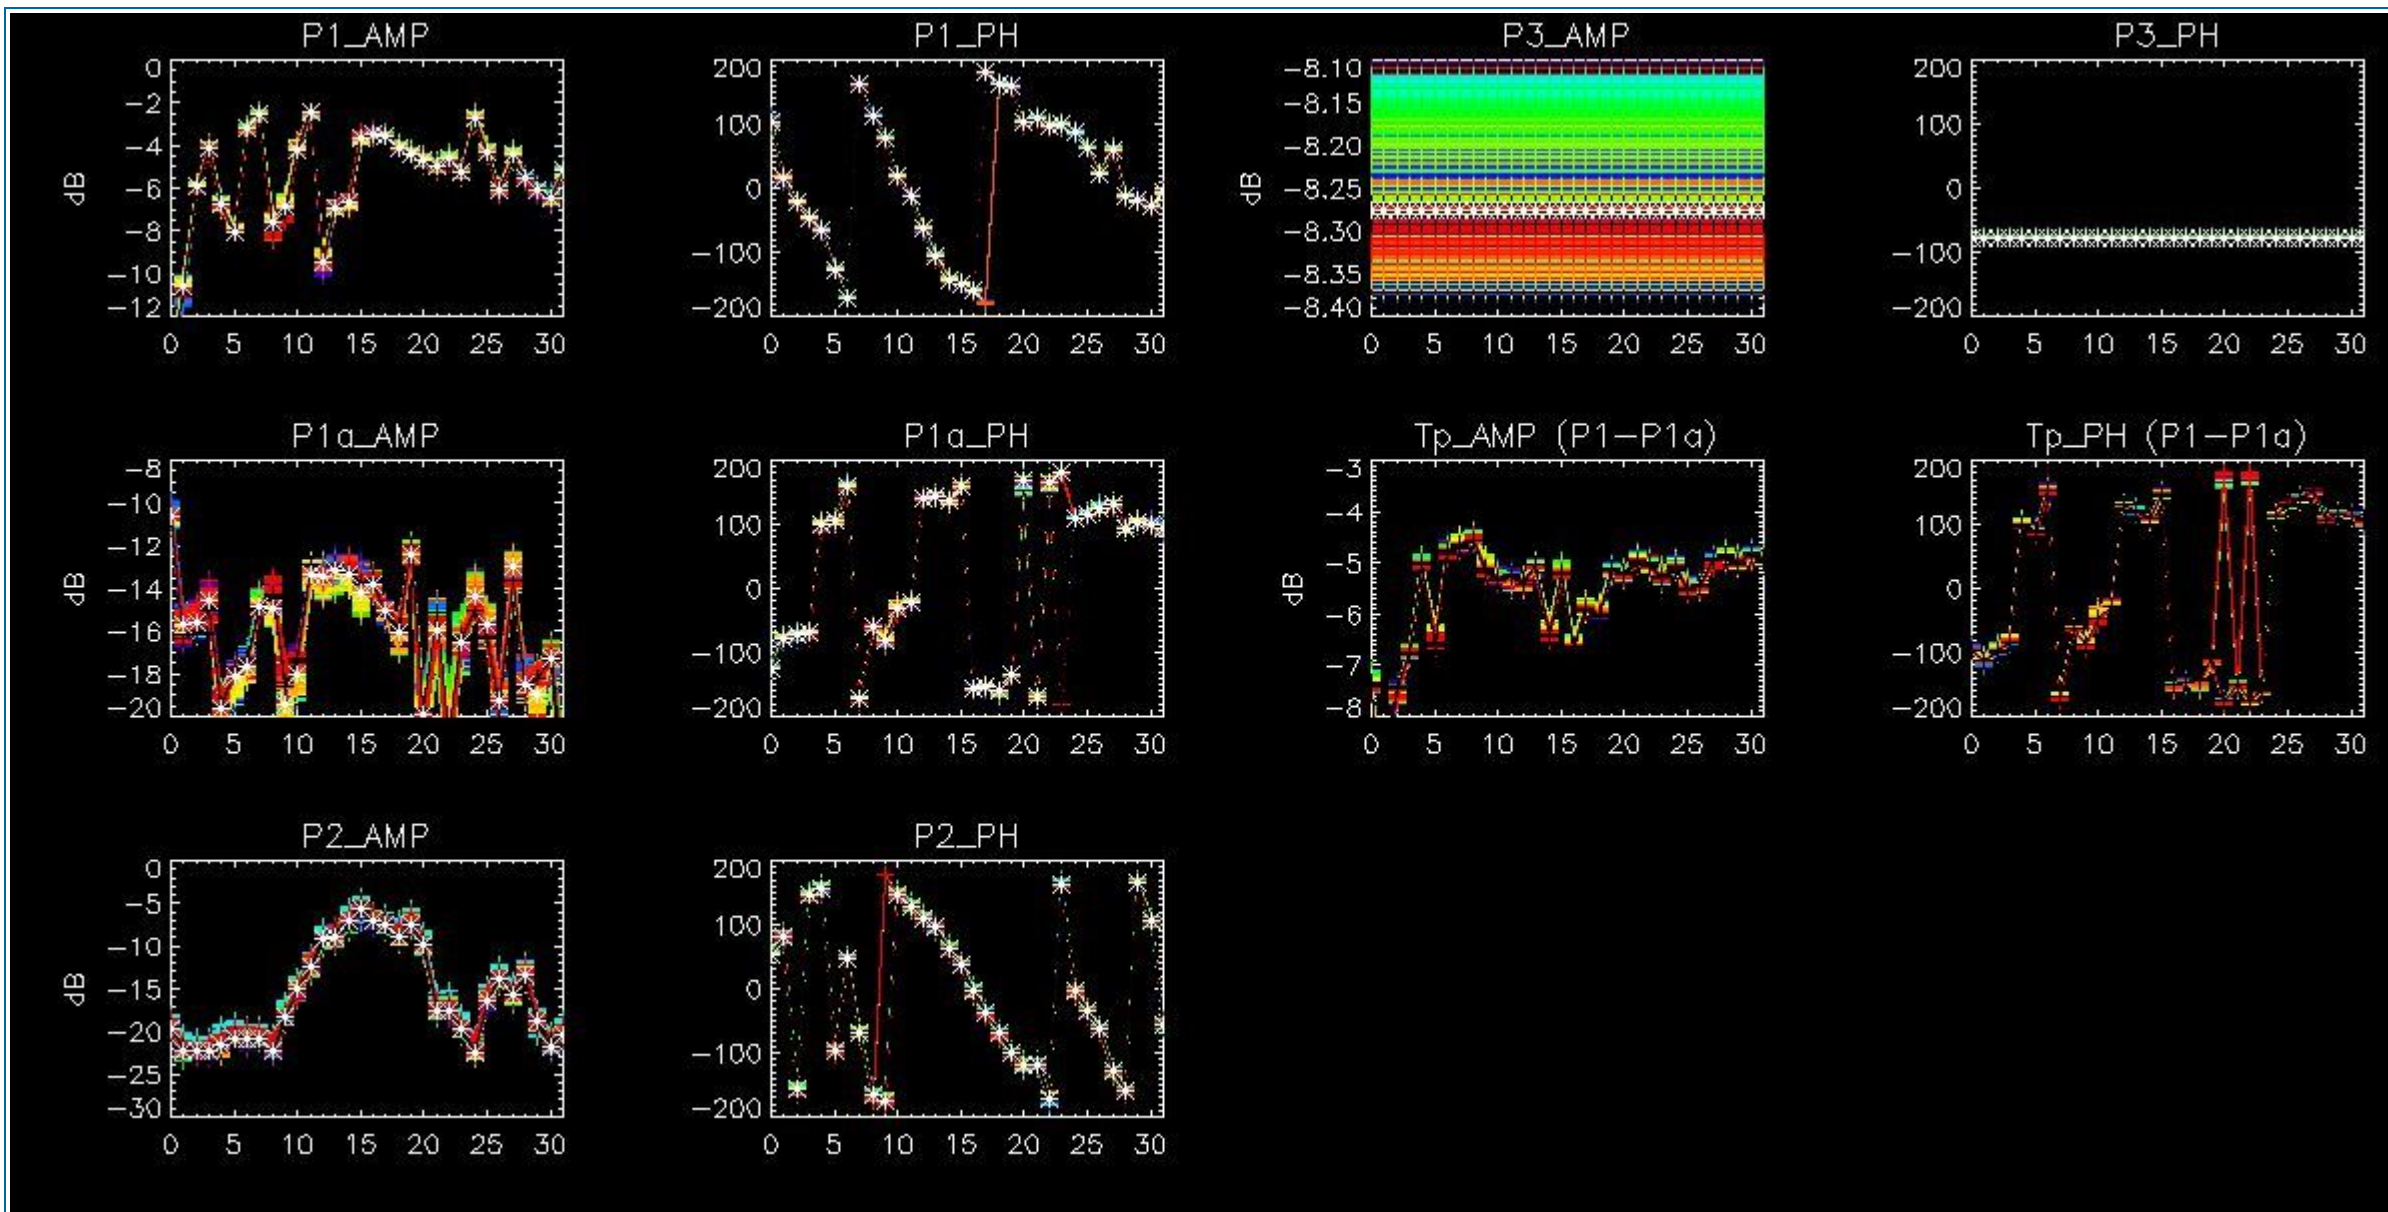 P1_AMP
0
−2
−4
−6
−8
−10
−12
dB
0 5 10 15 20 25 30
P1_PH
200
100
0
−100
−200
0 5 10 15 20 25 30
P3_AMP
−8.10
−8.15
−8.20
−8.25
−8.30
−8.35
−8.40
dB
0 5 10 15 20 25 30
P3_PH
200
100
0
−100
−200
0 5 10 15 20 25 30
P1a_AMP
−8
−10
−12
−14
−16
−18
−20
dB
0 5 10 15 20 25 30
P1a_PH
200
100
0
−100
−200
0 5 10 15 20 25 30
Tp_AMP (P1−P1a)
−3
−4
−5
−6
−7
−8
dB
0 5 10 15 20 25 30
Tp_PH (P1−P1a)
200
100
0
−100
−200
0 5 10 15 20 25 30
P2_AMP
0
−5
−10
−15
−20
−25
−30
dB
0 5 10 15 20 25 30
P2_PH
200
100
0
−100
−200
0 5 10 15 20 25 30